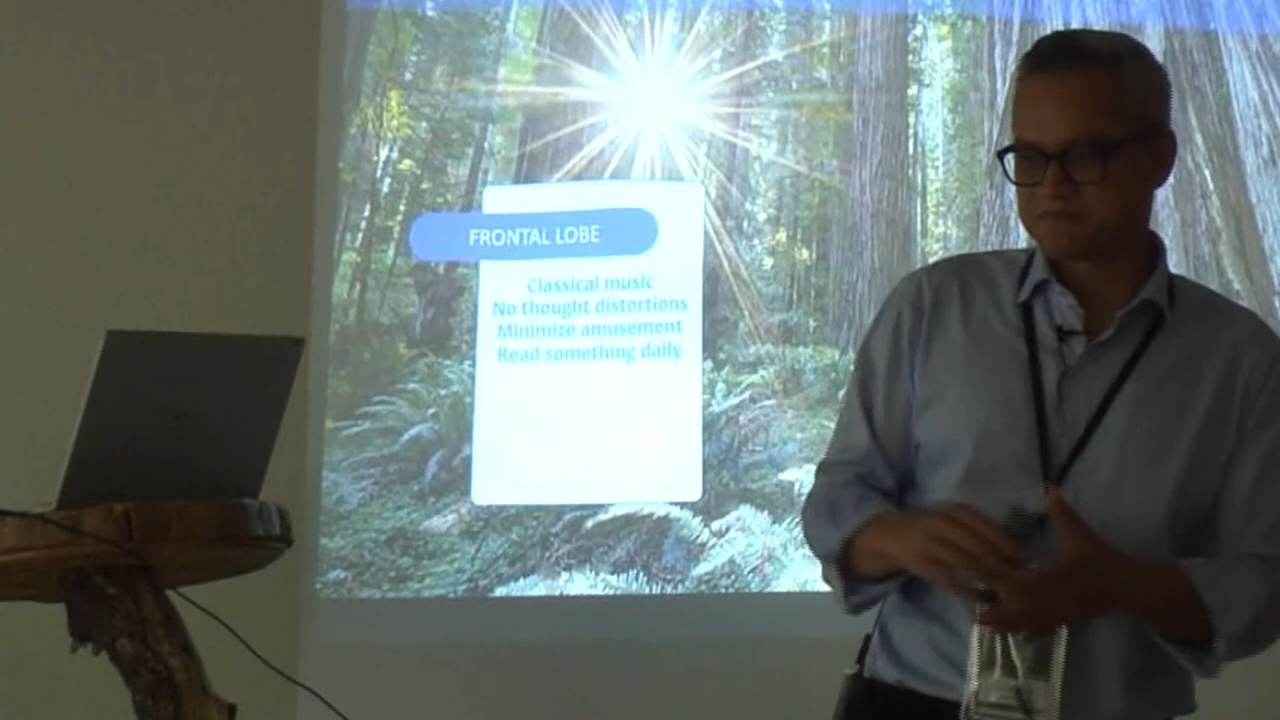 FRONTAL LOBE
Classical music
No thought distortions
Minimize amusement
Read something daily